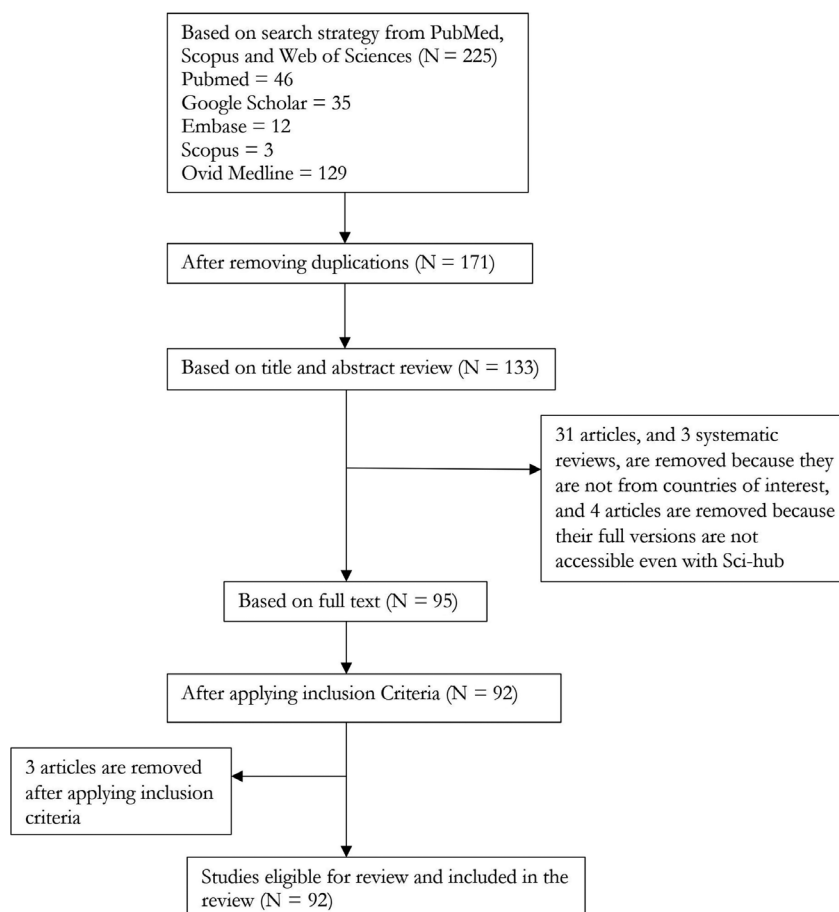 Based on search strategy from PubMed,
Scopus and Web of Sciences (N = 225)
Pubmed = 46
Google Scholar = 35
Embase = 12
Scopus = 3
Ovid Medline = 129
After removing duplications (N = 171)
Based on title and abstract review (N = 133)
31 articles, and 3 systematic
reviews, are removed because they
are not from countries of interest,
and 4 articles are removed because
their full versions are not
accessible even with Sci-hub
Based on full text (N = 95)
After applying inclusion Criteria (N = 92)
3 articles are removed
after applying inclusion
criteria
Studies eligible for review and included in the
review (N = 92)